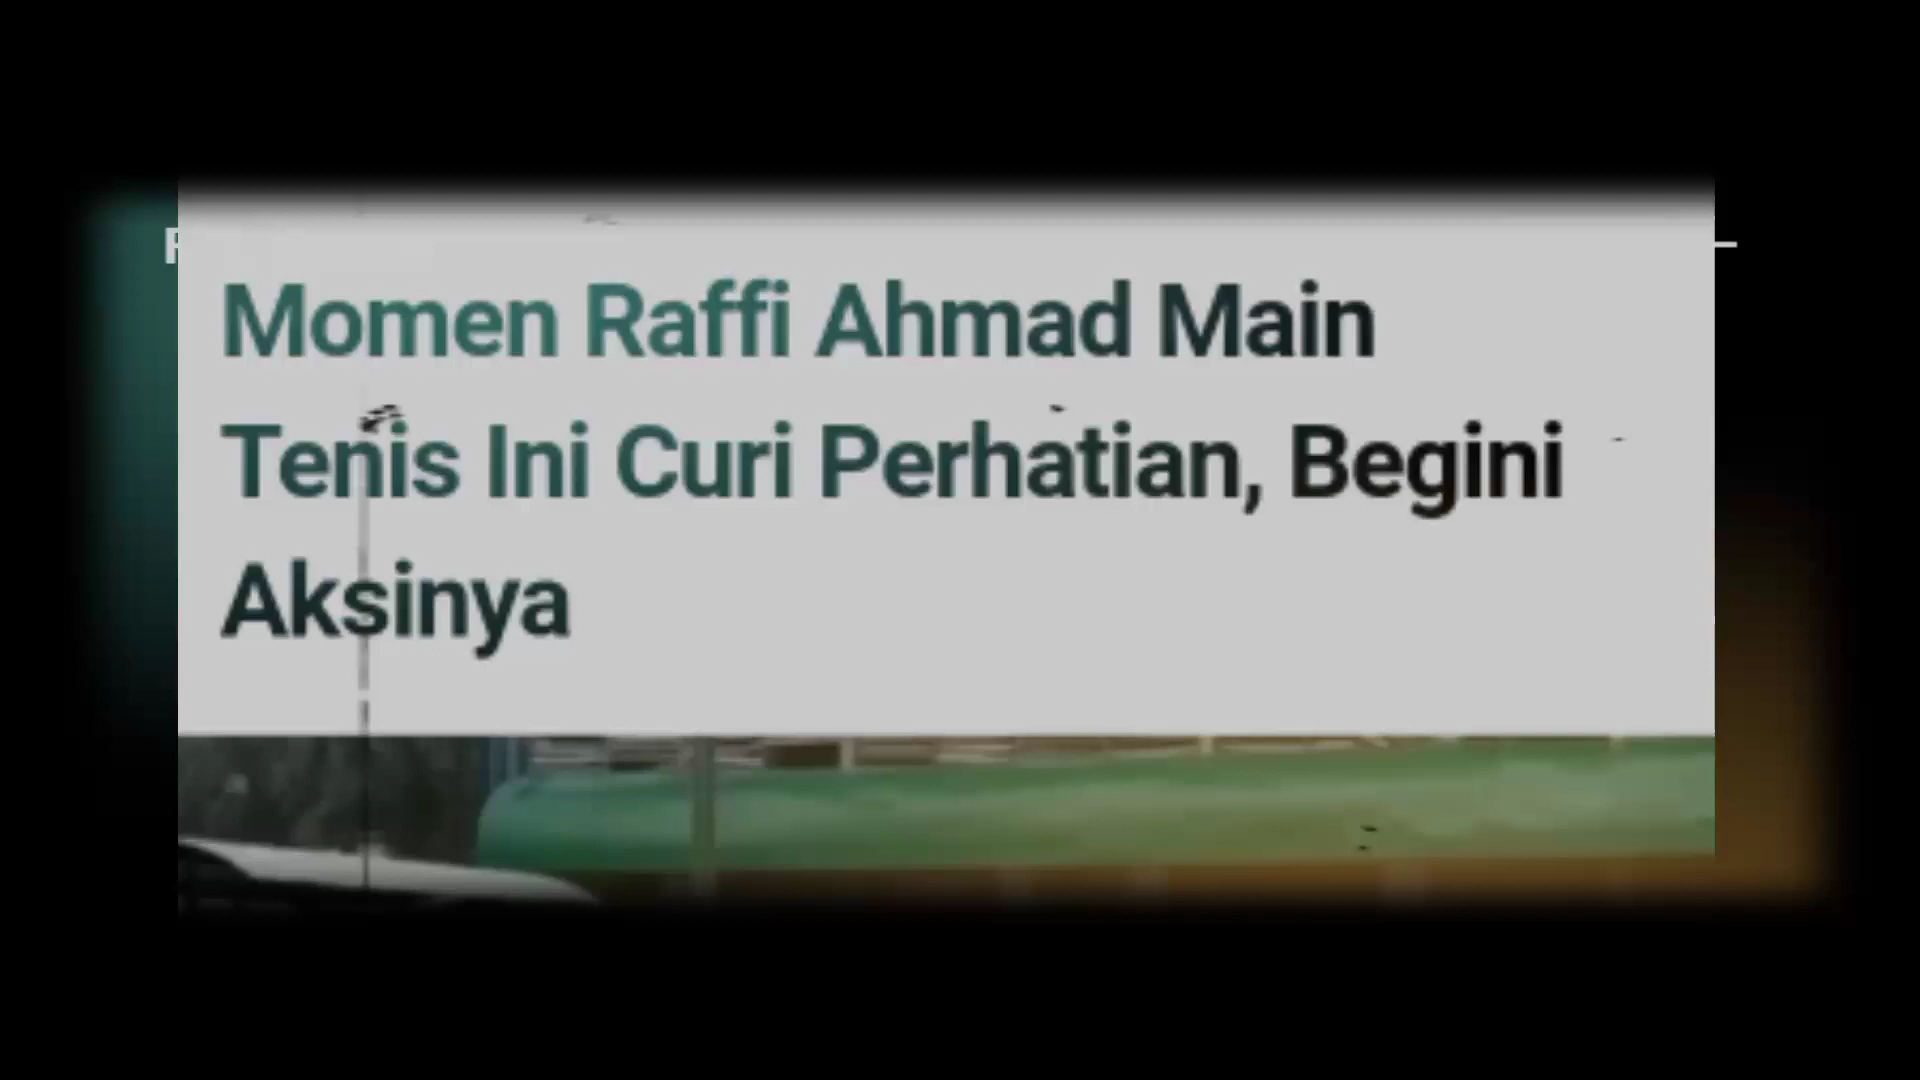 Momen Raffi Ahmad Main
Tenis Ini Curi Perhatian, Begini
Aksinya